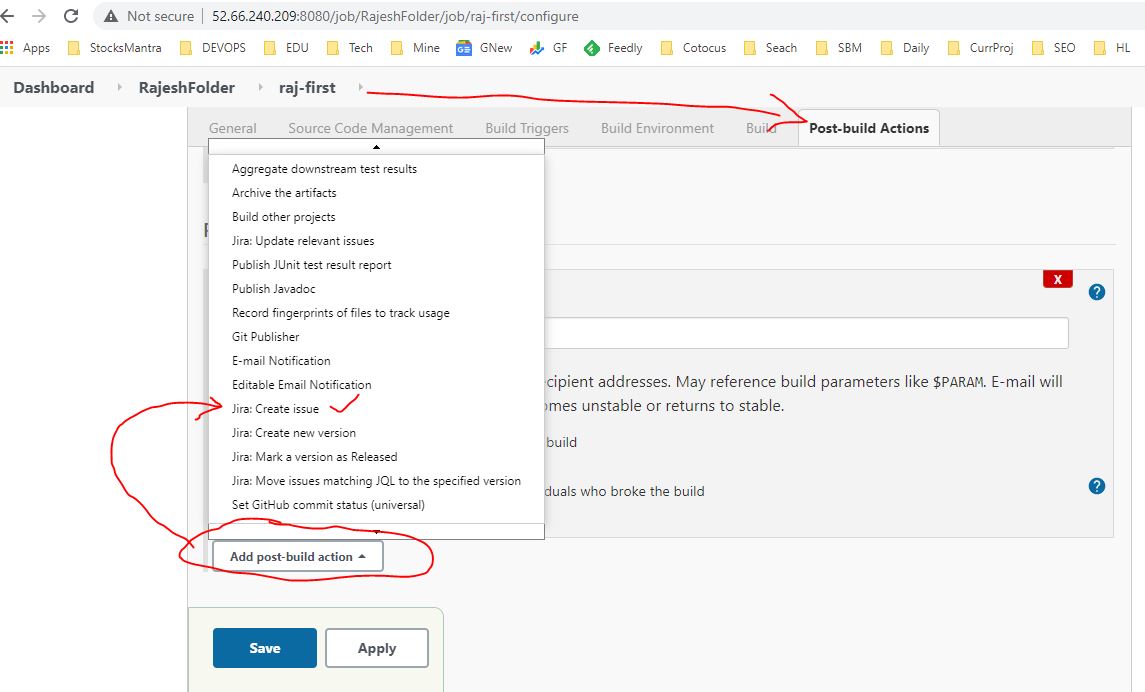 Not secure | 52.66.240.209:8080/job/RajeshFolder/job/raj-first/configure
Apps StocksMantra DEVOPS EDU Tech Mine GNew GF Feedly Cotocus Seach SBM Daily CurrProj SEO HL
Dashboard RajeshFolder raj-first
General Source Code Management Build Triggers Build Environment Build Post-build Actions
Aggregate downstream test results
Archive the artifacts
Build other projects
Jira: Update relevant issues
Publish JUnit test result report
Publish Javadoc
Record fingerprints of files to track usage
Git Publisher
E-mail Notification
Editable Email Notification
Jira: Create issue
Jira: Create new version
Jira: Mark a version as Released
Jira: Move issues matching JQL to the specified version
Set GitHub commit status (universal)
X
?
cipient addresses. May reference build parameters like $PARAM. E-mail will
omes unstable or returns to stable.
build
duals who broke the build
?
Add post-build action
Save Apply